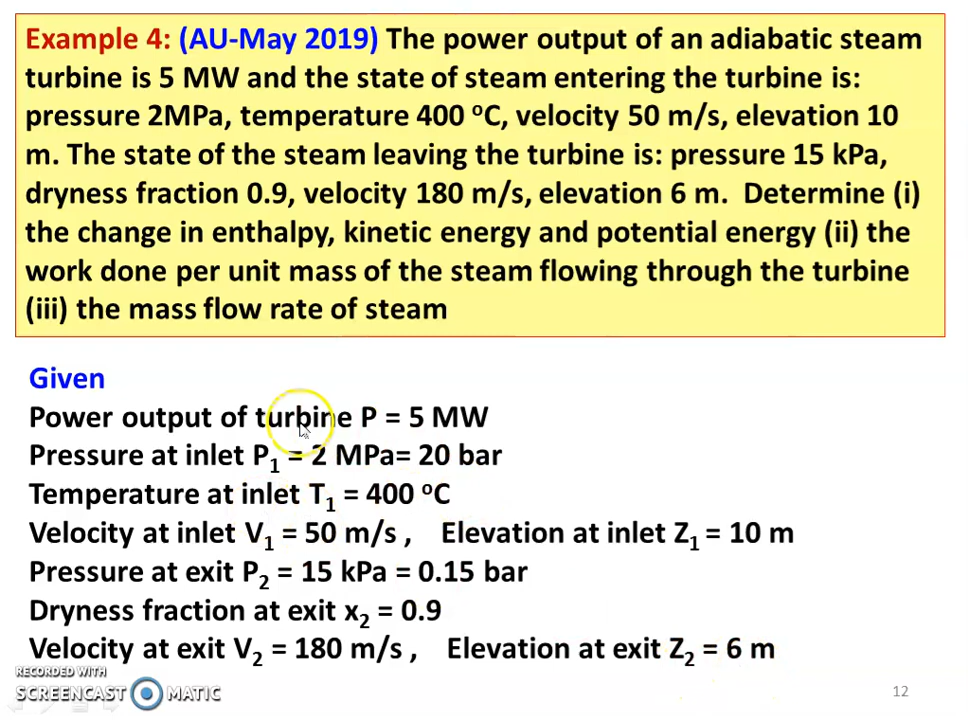 Example 4: (AU-May 2019) The power output of an adiabatic steam
turbine is 5 MW and the state of steam entering the turbine is:
pressure 2MPa, temperature 400 °C, velocity 50 m/s, elevation 10
m. The state of the steam leaving the turbine is: pressure 15 kPa,
dryness fraction 0.9, velocity 180 m/s, elevation 6 m. Determine (i)
the change in enthalpy, kinetic energy and potential energy (ii) the
work done per unit mass of the steam flowing through the turbine
(iii) the mass flow rate of steam
Given
Power output of turbine P = 5 MW
Pressure at inlet P₁ = 2 MPa= 20 bar
Temperature at inlet T₁ = 400 °C
Velocity at inlet V₁ = 50 m/s , Elevation at inlet Z₁ = 10 m
Pressure at exit P₂ = 15 kPa = 0.15 bar
Dryness fraction at exit x₂ = 0.9
Velocity at exit V₂ = 180 m/s , Elevation at exit Z₂ = 6 m
RECORDED WITH
SCREENCAST MATIC
12